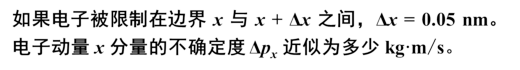 如果电子被限制在边界 x 与 x + Δx 之间，Δx = 0.05 nm。
电子动量 x 分量的不确定度 Δpₓ 近似为多少 kg·m/s。